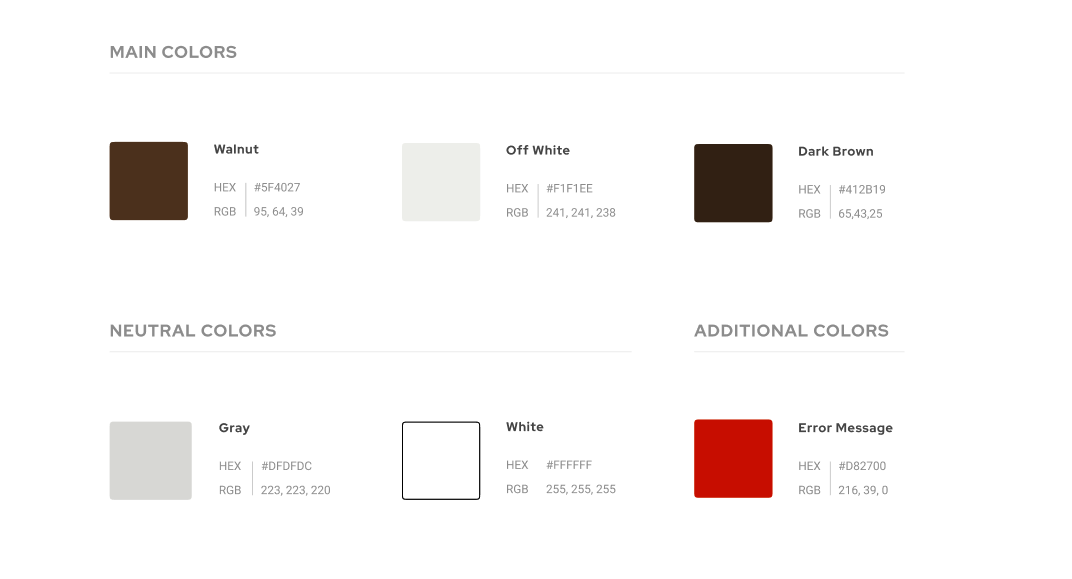 MAIN COLORS
Walnut
HEX #5F4027
RGB 95, 64, 39
Off White
HEX #F1F1EE
RGB 241, 241, 238
Dark Brown
HEX #412B19
RGB 65,43,25
NEUTRAL COLORS
Gray
HEX #DFDFDC
RGB 223, 223, 220
White
HEX #FFFFFF
RGB 255, 255, 255
ADDITIONAL COLORS
Error Message
HEX #D82700
RGB 216, 39, 0